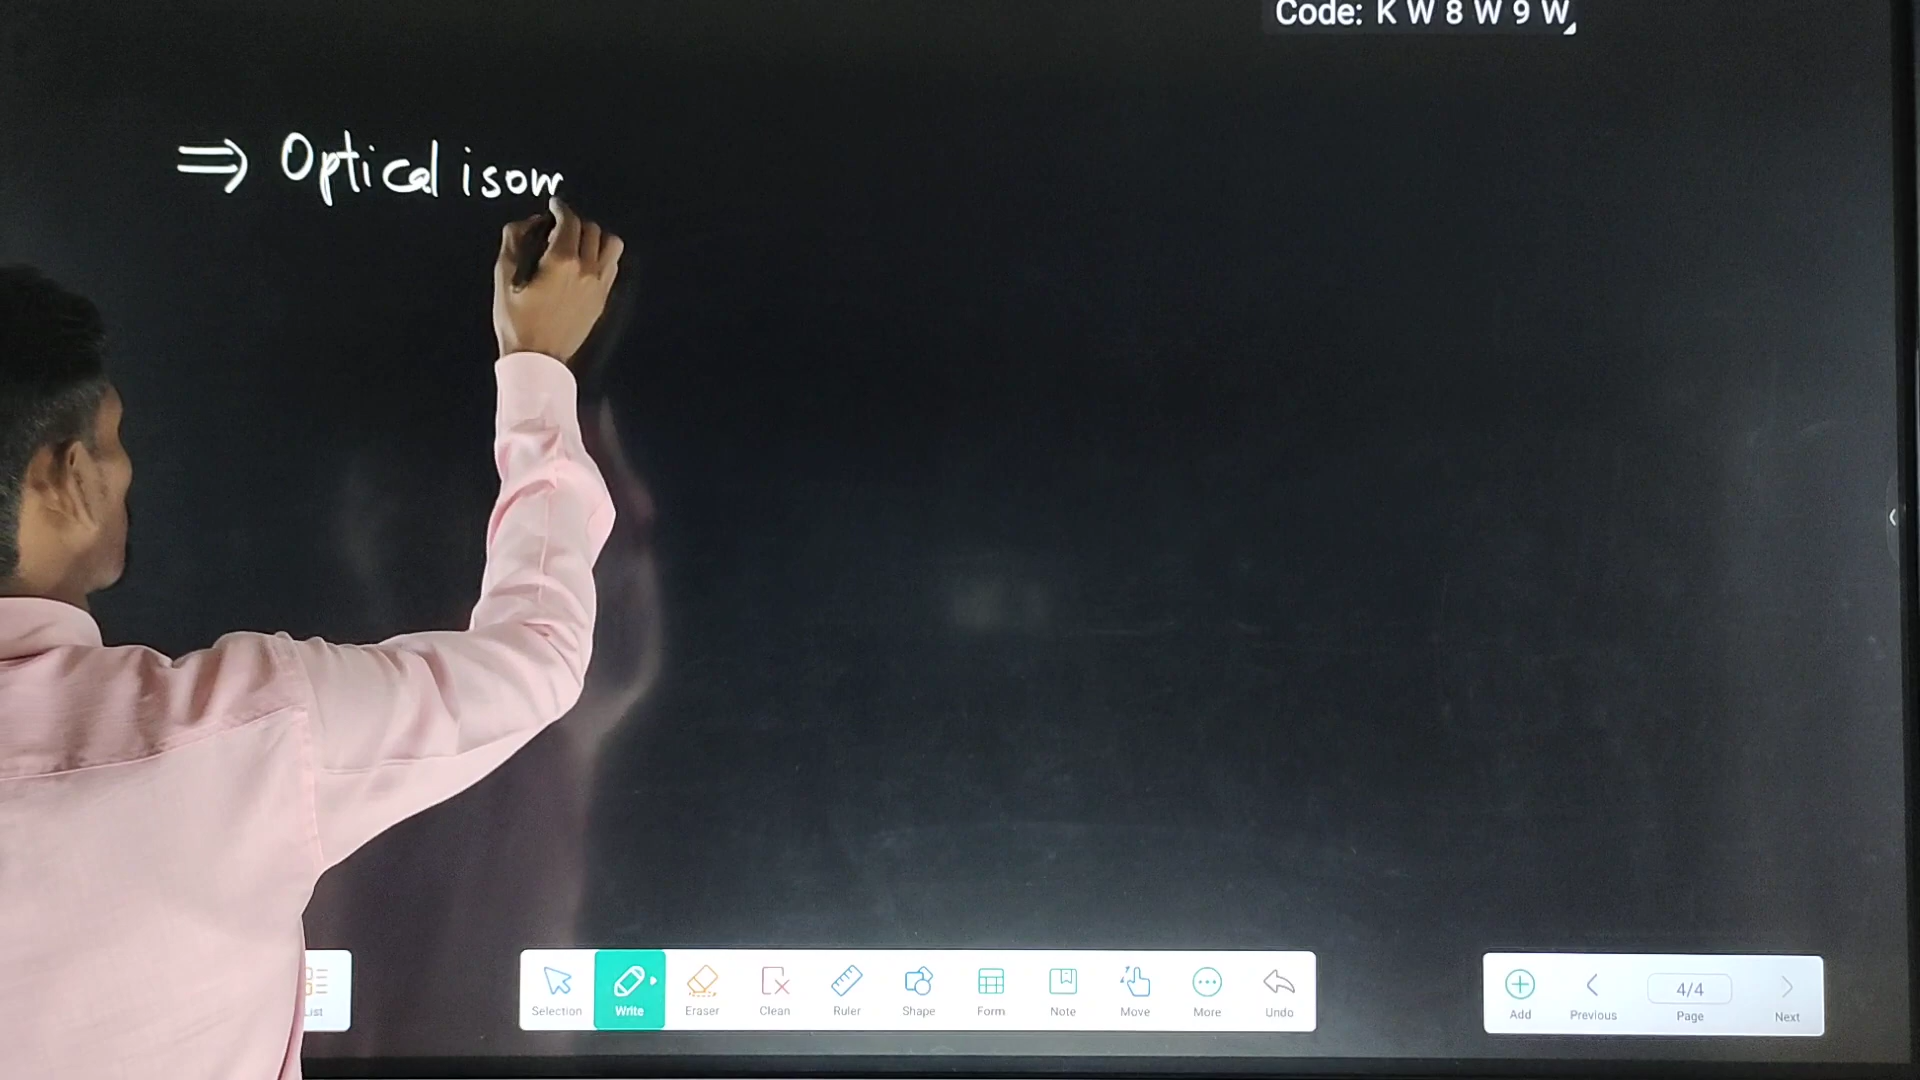 Code: K W 8 W 9 W
⇒ Optical isom
List
Selection
Write
Eraser
Clean
Ruler
Shape
Form
Note
Move
More
Undo
Add
Previous
4/4
Page
Next